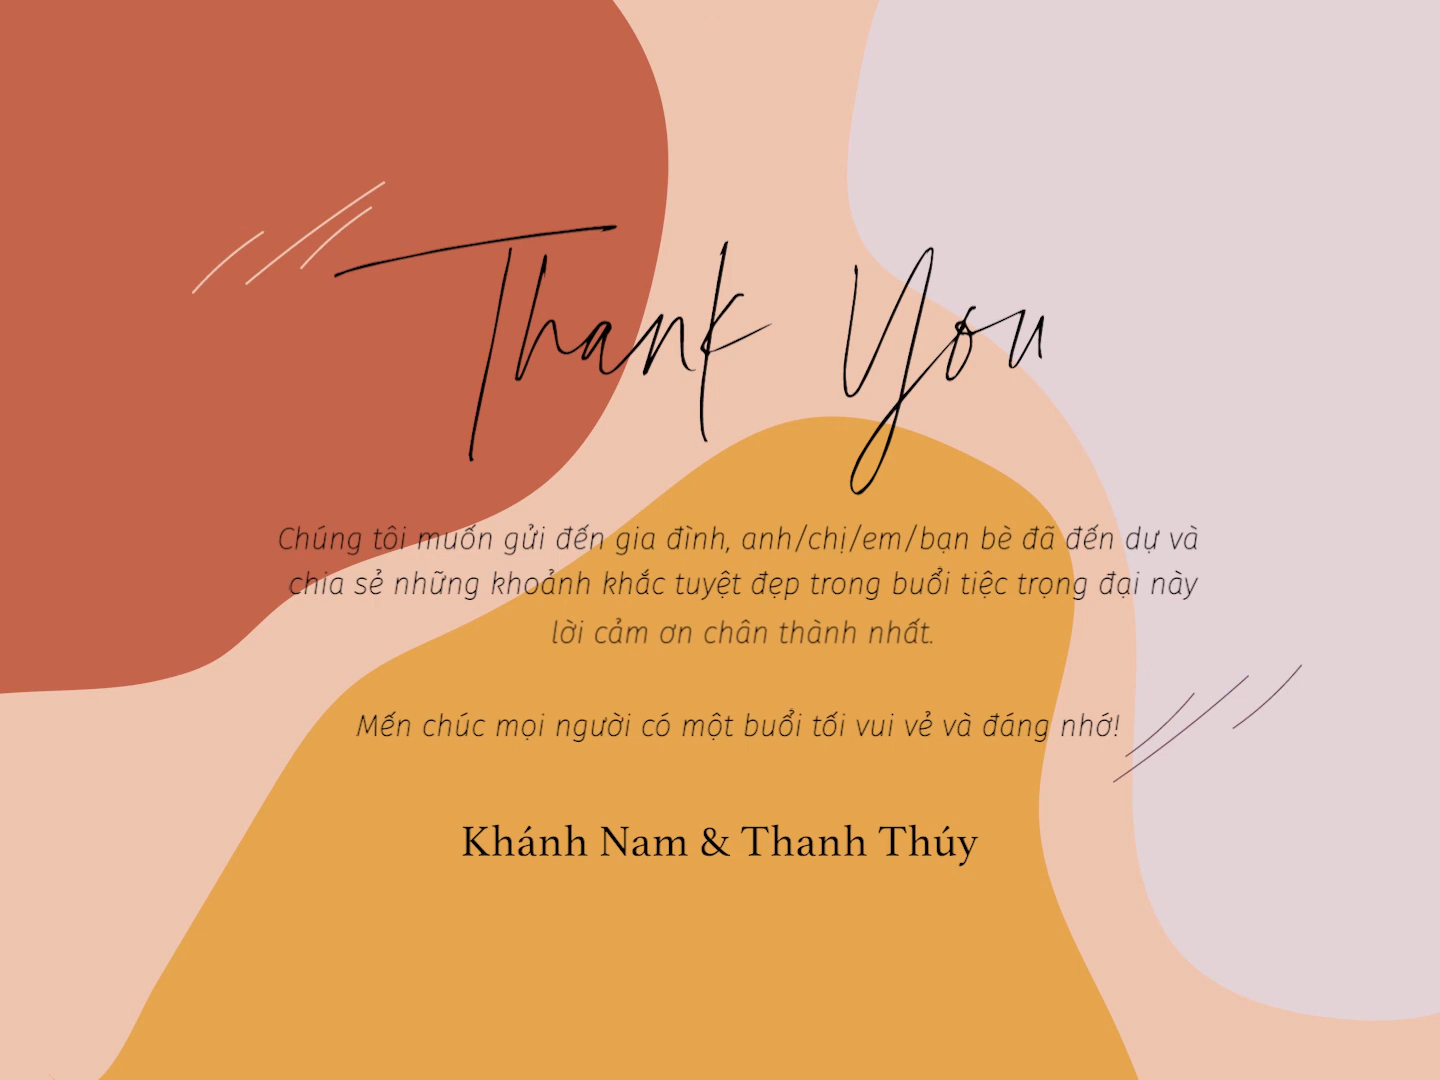 Thank You
Chúng tôi muốn gửi đến gia đình, anh/chị/em/bạn bè đã đến dự và
chia sẻ những khoảnh khắc tuyệt đẹp trong buổi tiệc trọng đại này
lời cảm ơn chân thành nhất.
Mến chúc mọi người có một buổi tối vui vẻ và đáng nhớ!
Khánh Nam & Thanh Thúy